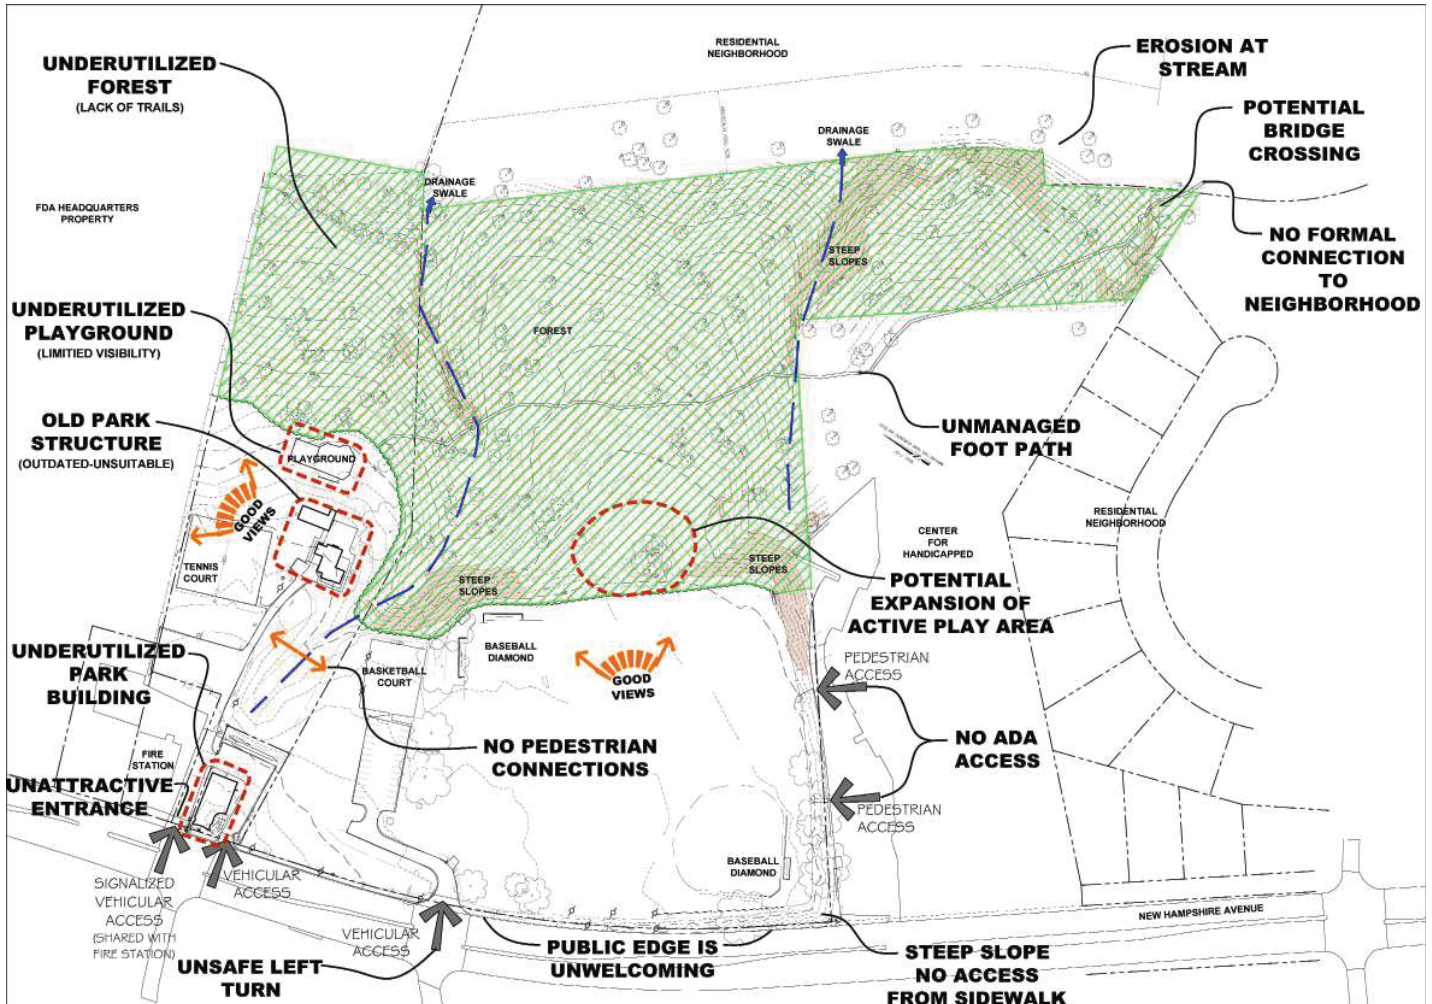 RESIDENTIAL
NEIGHBORHOOD
EROSION AT
STREAM
UNDERUTILIZED
FOREST
(LACK OF TRAILS)
POTENTIAL
BRIDGE
CROSSING
DRAINAGE
SWALE
DRAINAGE
SWALE
FDA HEADQUARTERS
PROPERTY
NO FORMAL
CONNECTION
TO
NEIGHBORHOOD
STEEP
SLOPES
UNDERUTILIZED
PLAYGROUND
(LIMITIED VISIBILITY)
FOREST
OLD PARK
STRUCTURE
(OUTDATED-UNSUITABLE)
UNMANAGED
FOOT PATH
PLAYGROUND
GOOD
VIEWS
RESIDENTIAL
NEIGHBORHOOD
CENTER
FOR
HANDICAPPED
TENNIS
COURT
STEEP
SLOPES
STEEP
SLOPES
POTENTIAL
EXPANSION OF
ACTIVE PLAY AREA
UNDERUTILIZED
PARK
BUILDING
BASKETBALL
COURT
BASEBALL
DIAMOND
GOOD
VIEWS
PEDESTRIAN
ACCESS
NO PEDESTRIAN
CONNECTIONS
NO ADA
ACCESS
FIRE
STATION
UNATTRACTIVE
ENTRANCE
PEDESTRIAN
ACCESS
BASEBALL
DIAMOND
SIGNALIZED
VEHICULAR
ACCESS
(SHARED WITH
FIRE STATION)
VEHICULAR
ACCESS
VEHICULAR
ACCESS
NEW HAMPSHIRE AVENUE
UNSAFE LEFT
TURN
PUBLIC EDGE IS
UNWELCOMING
STEEP SLOPE
NO ACCESS
FROM SIDEWALK